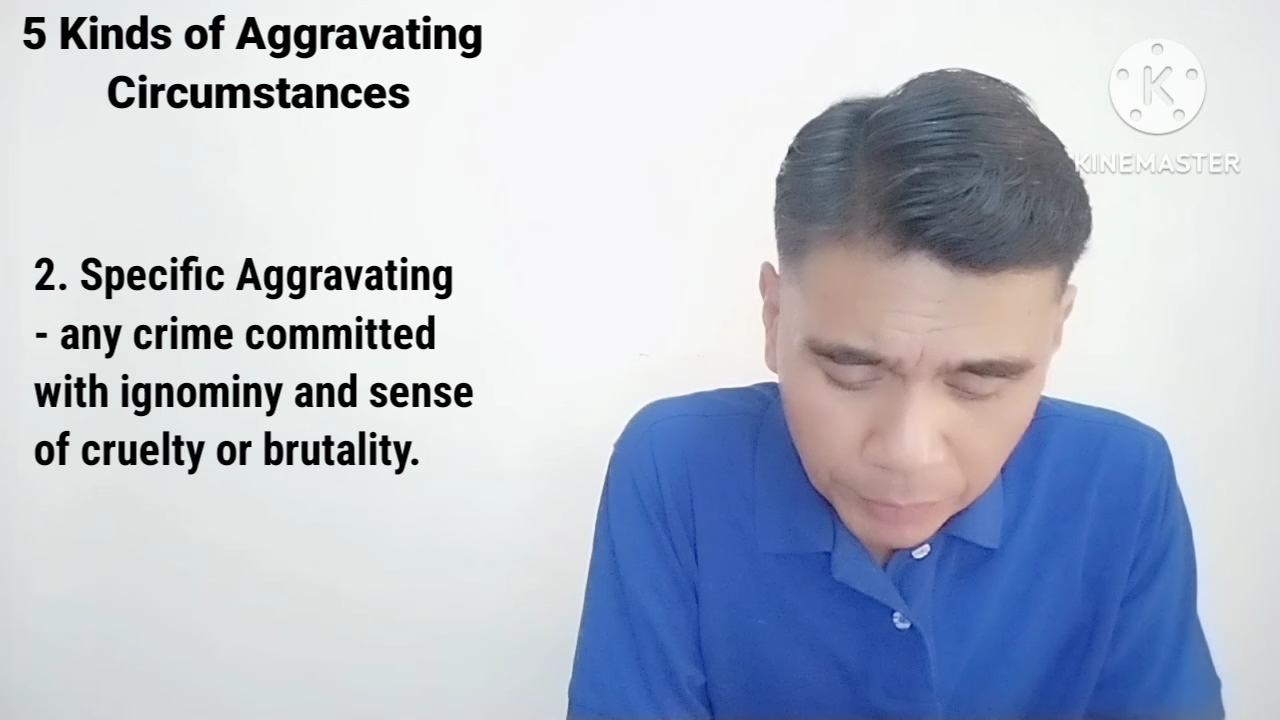 5 Kinds of Aggravating
Circumstances
2. Specific Aggravating
- any crime committed
with ignominy and sense
of cruelty or brutality.
K
KINEMASTER